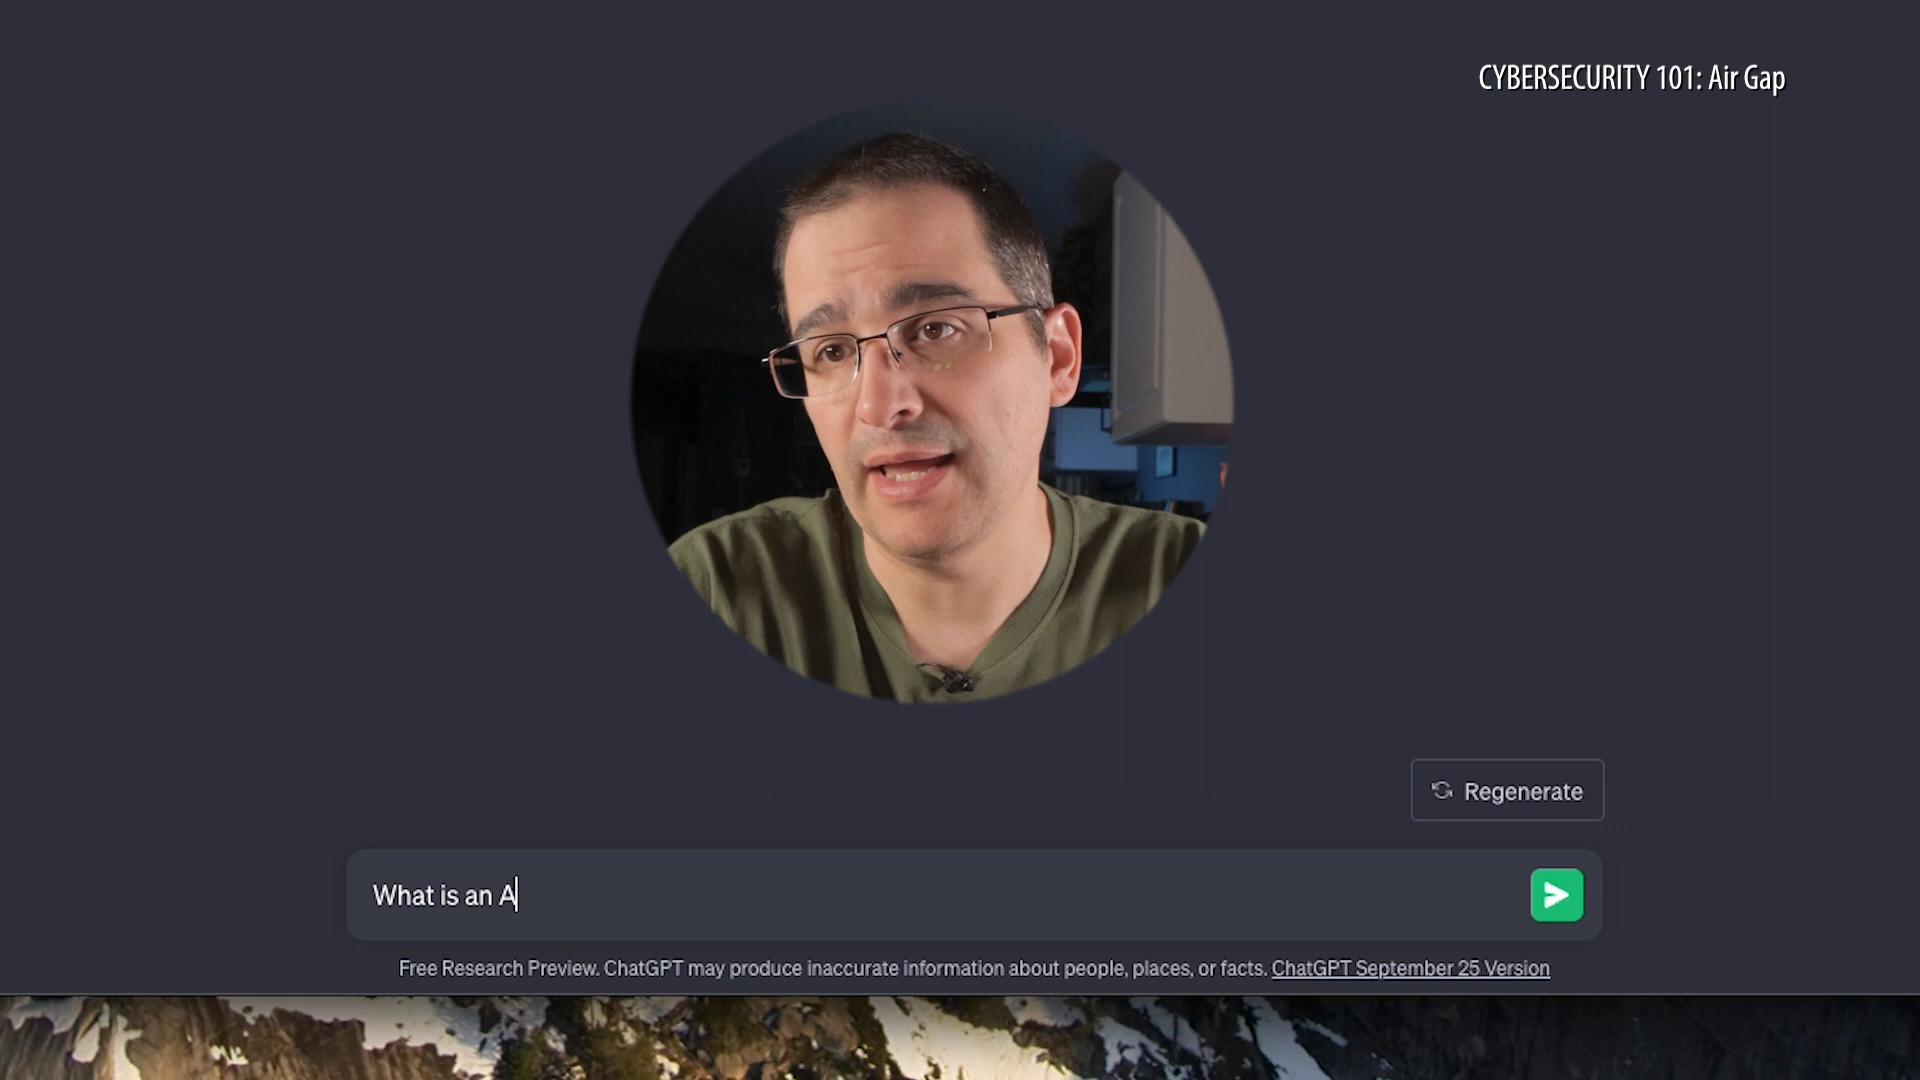 CYBERSECURITY 101: Air Gap
Regenerate
What is an A
Free Research Preview. ChatGPT may produce inaccurate information about people, places, or facts. ChatGPT September 25 Version